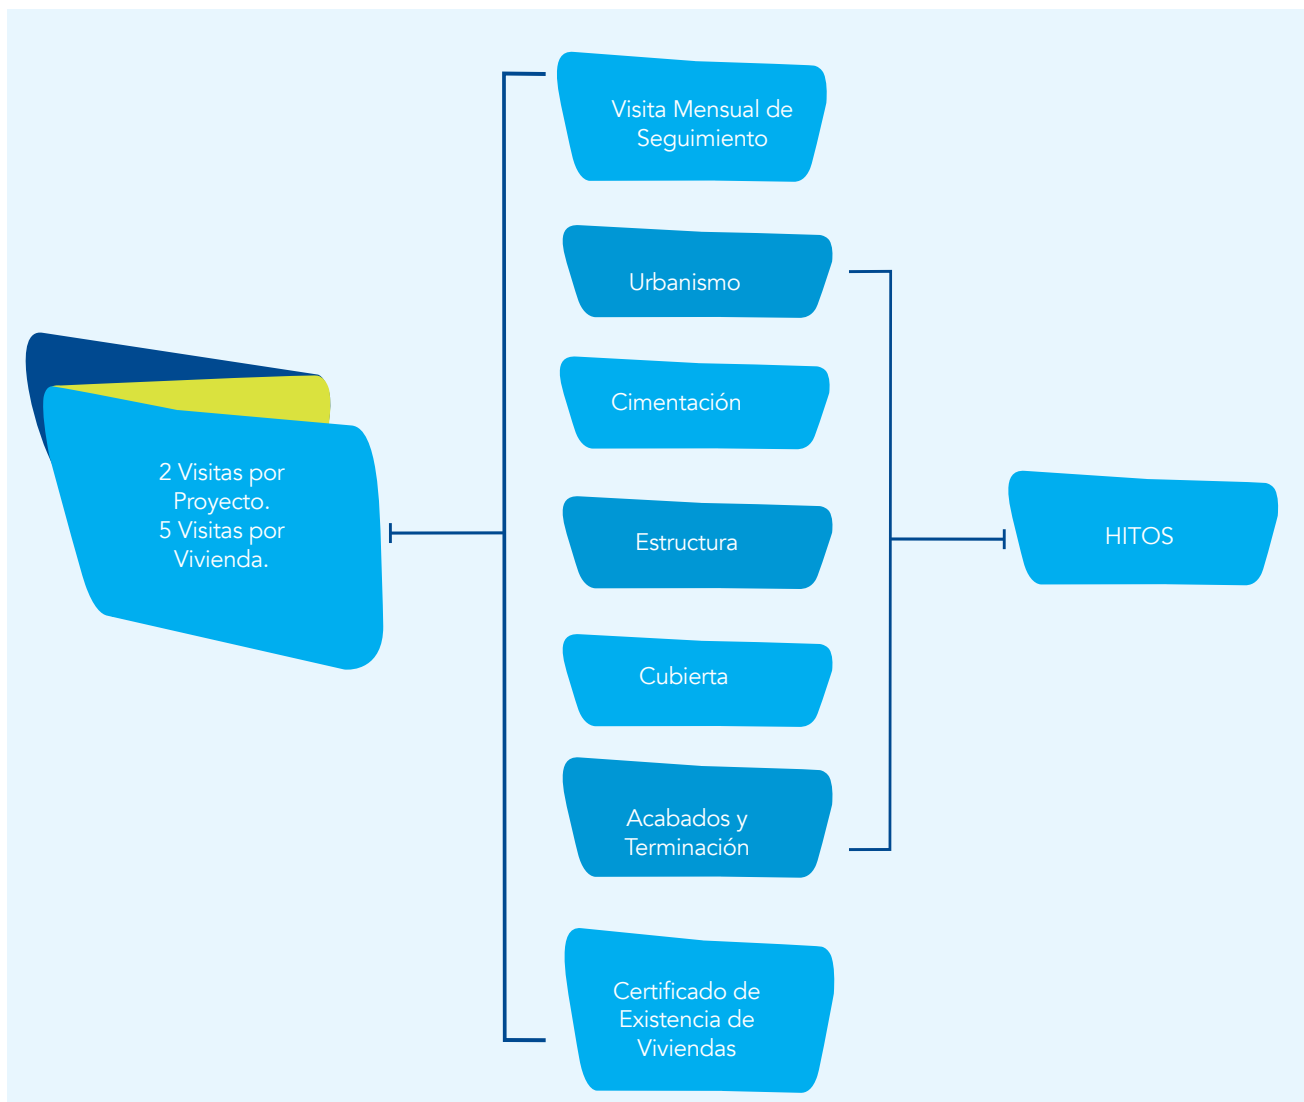 2 Visitas por
Proyecto.
5 Visitas por
Vivienda.
Visita Mensual de
Seguimiento
Urbanismo
Cimentación
Estructura
Cubierta
Acabados y
Terminación
Certificado de
Existencia de
Viviendas
HITOS